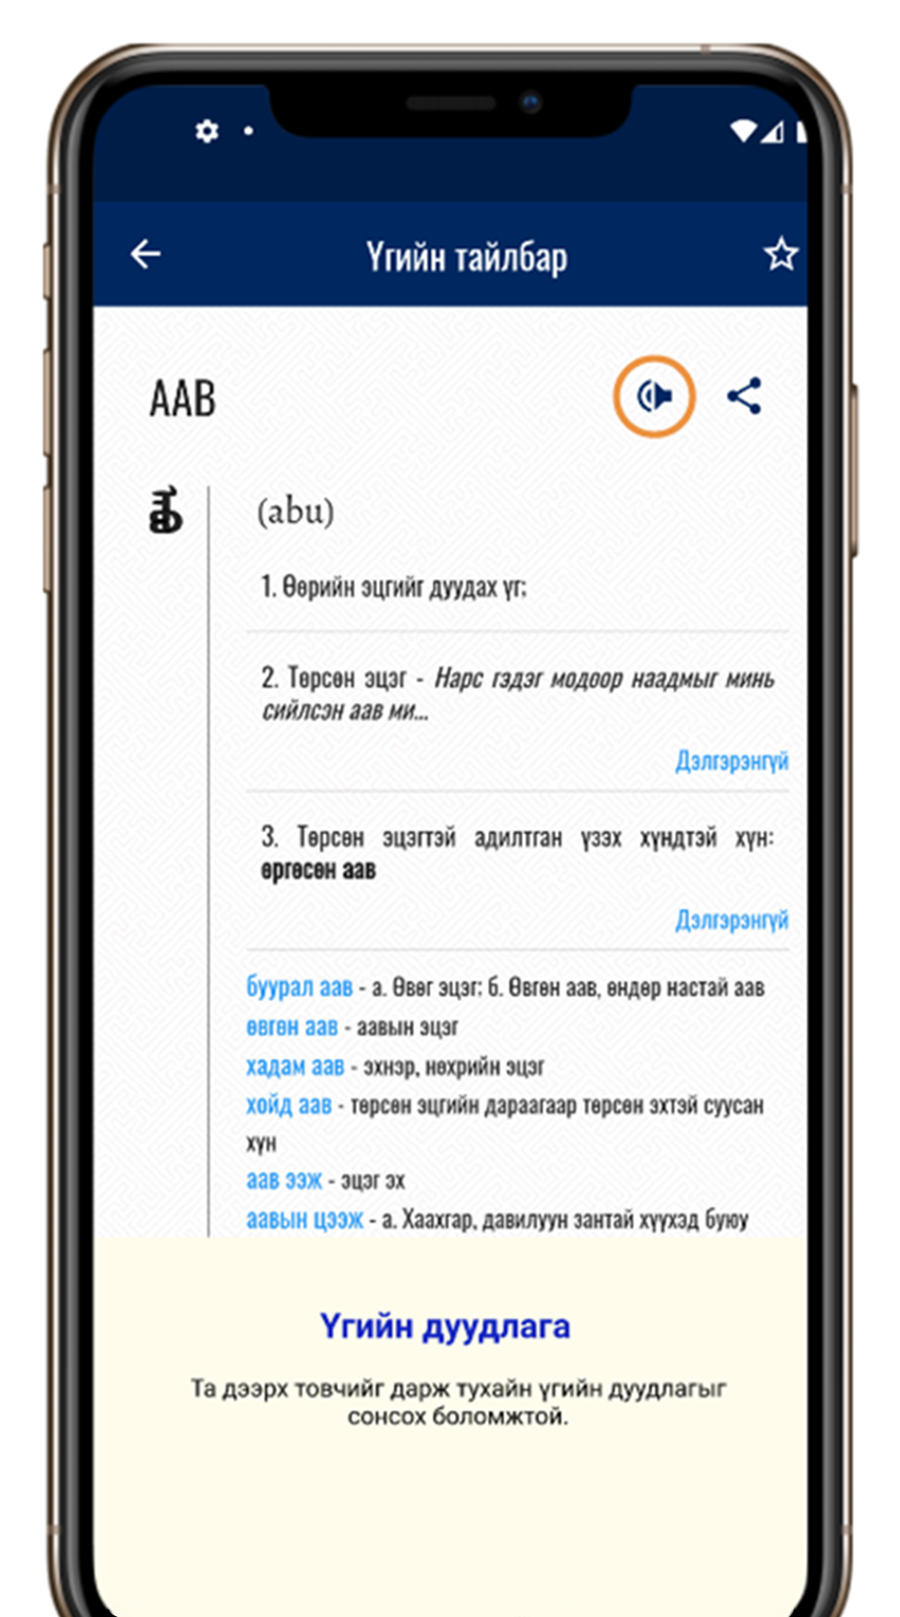 Үгийн тайлбар
ААВ
(abu)
1. Өөрийн эцгийг дуудах үг;
2. Төрсөн эцэг - Нарс гэдэг модоор наадмыг минь
сийлсэн аав ми...
Дэлгэрэнгүй
3. Төрсөн эцэгтэй адилтган үзэх хүндтэй хүн:
өргөсөн аав
Дэлгэрэнгүй
буурал аав - а. Өвөг эцэг; б. Өвгөн аав, өндөр настай аав
өвгөн аав - аавын эцэг
хадам аав - эхнэр, нөхрийн эцэг
хойд аав - төрсөн эцгийн дараагаар төрсөн эхтэй суусан
хүн
аав ээж - эцэг эх
аавын цээж - а. Хаахгар, давилуун зантай хүүхэд буюу
Үгийн дуудлага
Та дээрх товчийг дарж тухайн үгийн дуудлагыг
сонсох боломжтой.